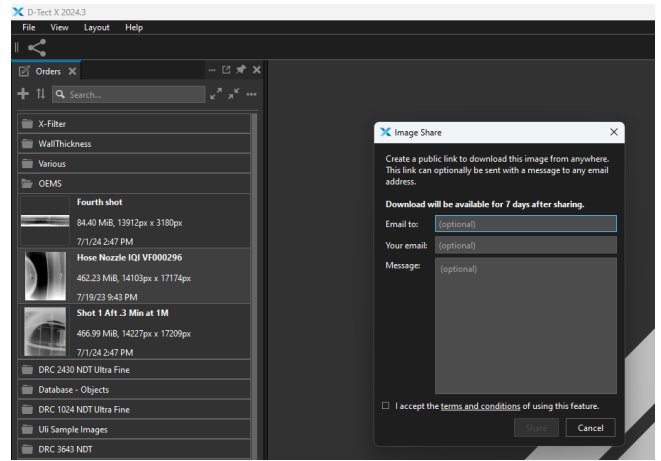 D-Tect X 2024.3
File View Layout Help
Orders
Search...
X-Filter
WallThickness
Various
OEMS
Fourth shot
84.40 MiB, 13912px x 3180px
7/1/24 2:47 PM
Hose Nozzle IQI VF000296
462.23 MiB, 14103px x 17174px
7/19/23 9:43 PM
Shot 1 Aft .3 Min at 1M
466.99 MiB, 14227px x 17209px
7/1/24 2:47 PM
DRC 2430 NDT Ultra Fine
Database - Objects
DRC 1024 NDT Ultra Fine
Uli Sample Images
DRC 3643 NDT
Image Share
Create a public link to download this image from anywhere.
This link can optionally be sent with a message to any email
address.
Download will be available for 7 days after sharing.
Email to: (optional)
Your email: (optional)
Message: (optional)
I accept the terms and conditions of using this feature.
Share Cancel